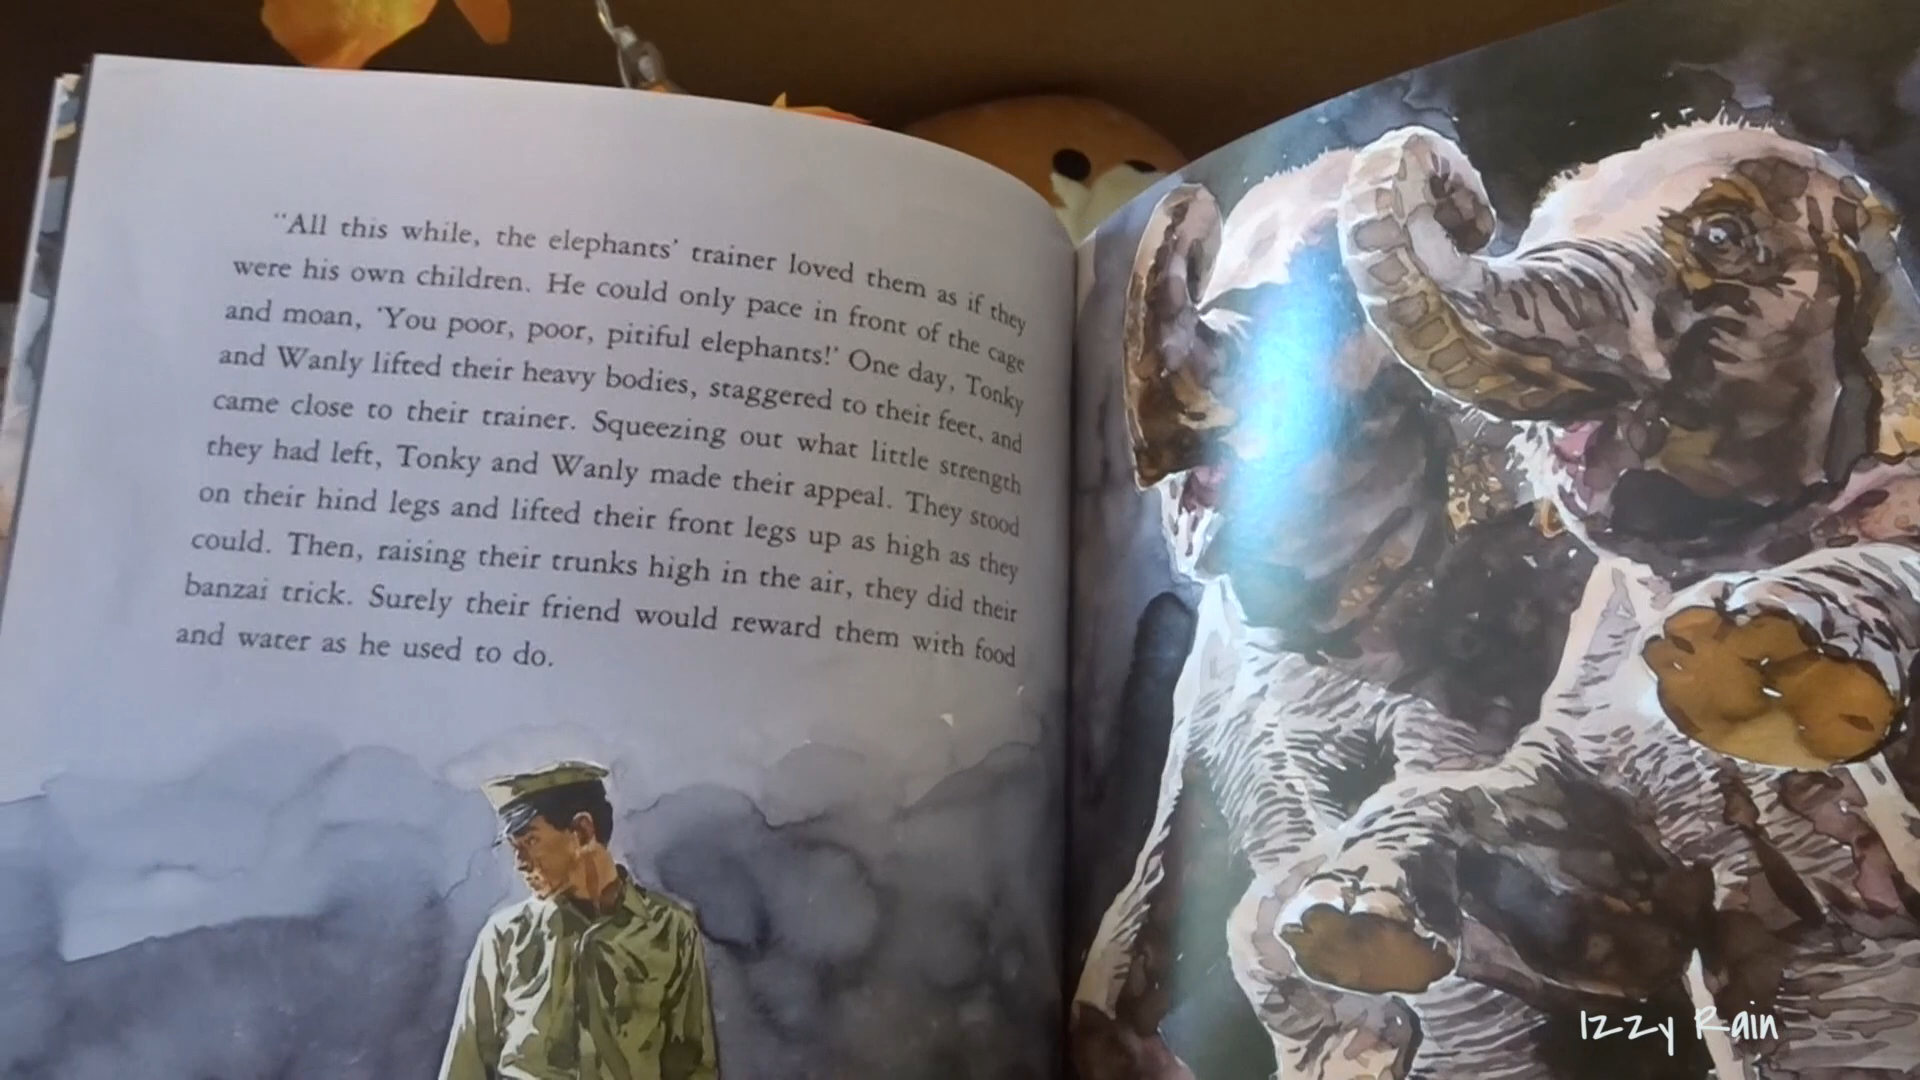 "All this while, the elephants' trainer loved them as if they
were his own children. He could only pace in front of the cage
and moan, 'You poor, poor, pitiful elephants!' One day, Tonky
and Wanly lifted their heavy bodies, staggered to their feet, and
came close to their trainer. Squeezing out what little strength
they had left, Tonky and Wanly made their appeal. They stood
on their hind legs and lifted their front legs up as high as they
could. Then, raising their trunks high in the air, they did their
banzai trick. Surely their friend would reward them with food
and water as he used to do.
Izzy Rain